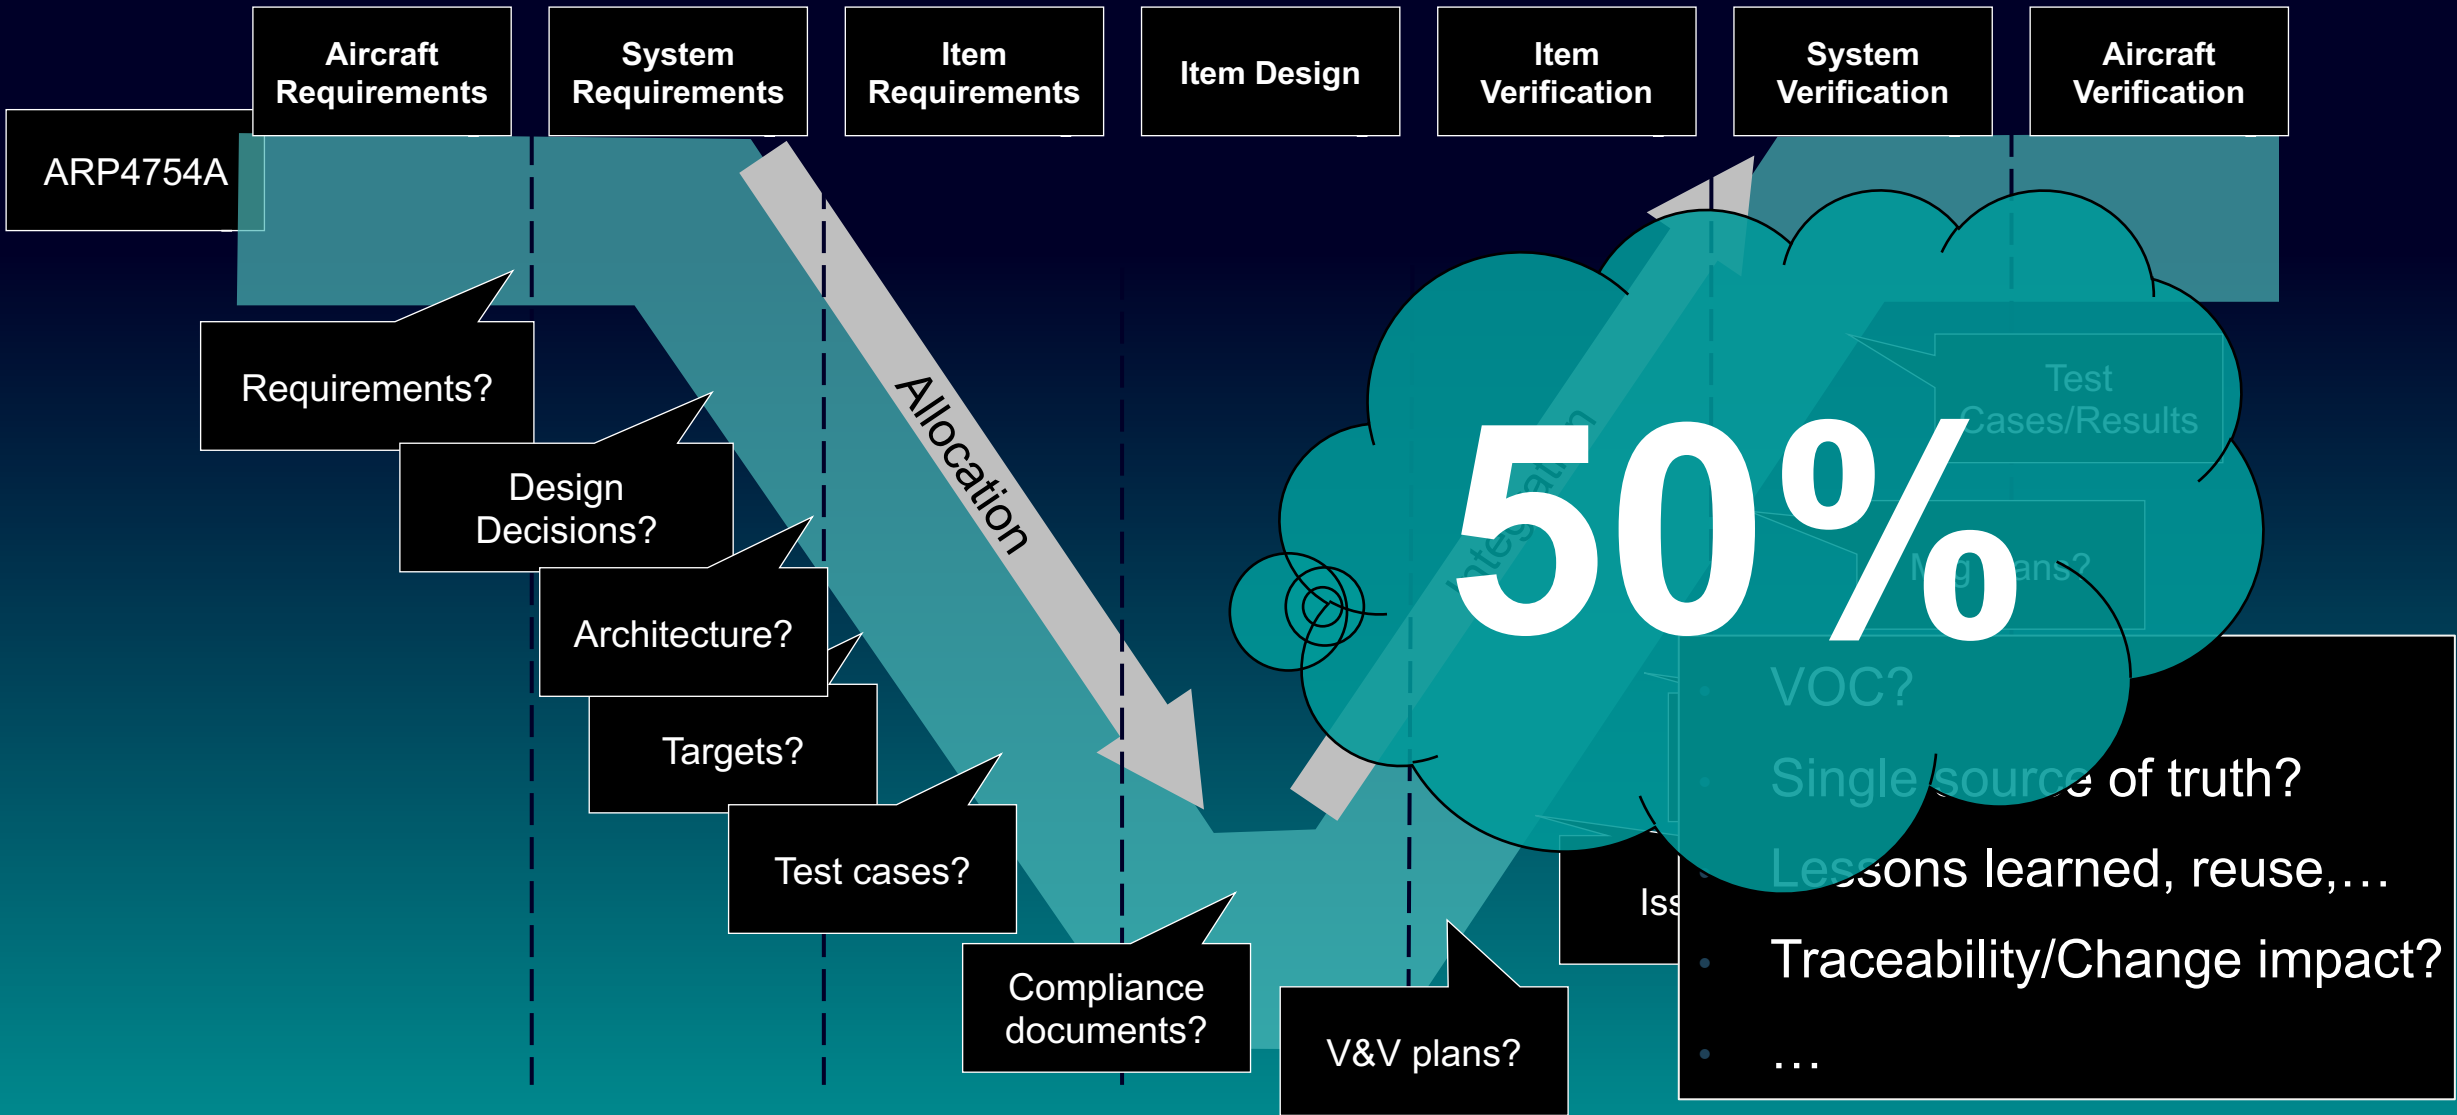 Aircraft
Requirements
System
Requirements
Item
Requirements
Item Design
Item
Verification
System
Verification
Aircraft
Verification
ARP4754A
Requirements?
Design
Decisions?
Architecture?
Targets?
Test cases?
Compliance
documents?
V&V plans?
Allocation
Integration
50%
Test
Cases/Results
• VOC?
• Single source of truth?
• Lessons learned, reuse,…
• Traceability/Change impact?
• …